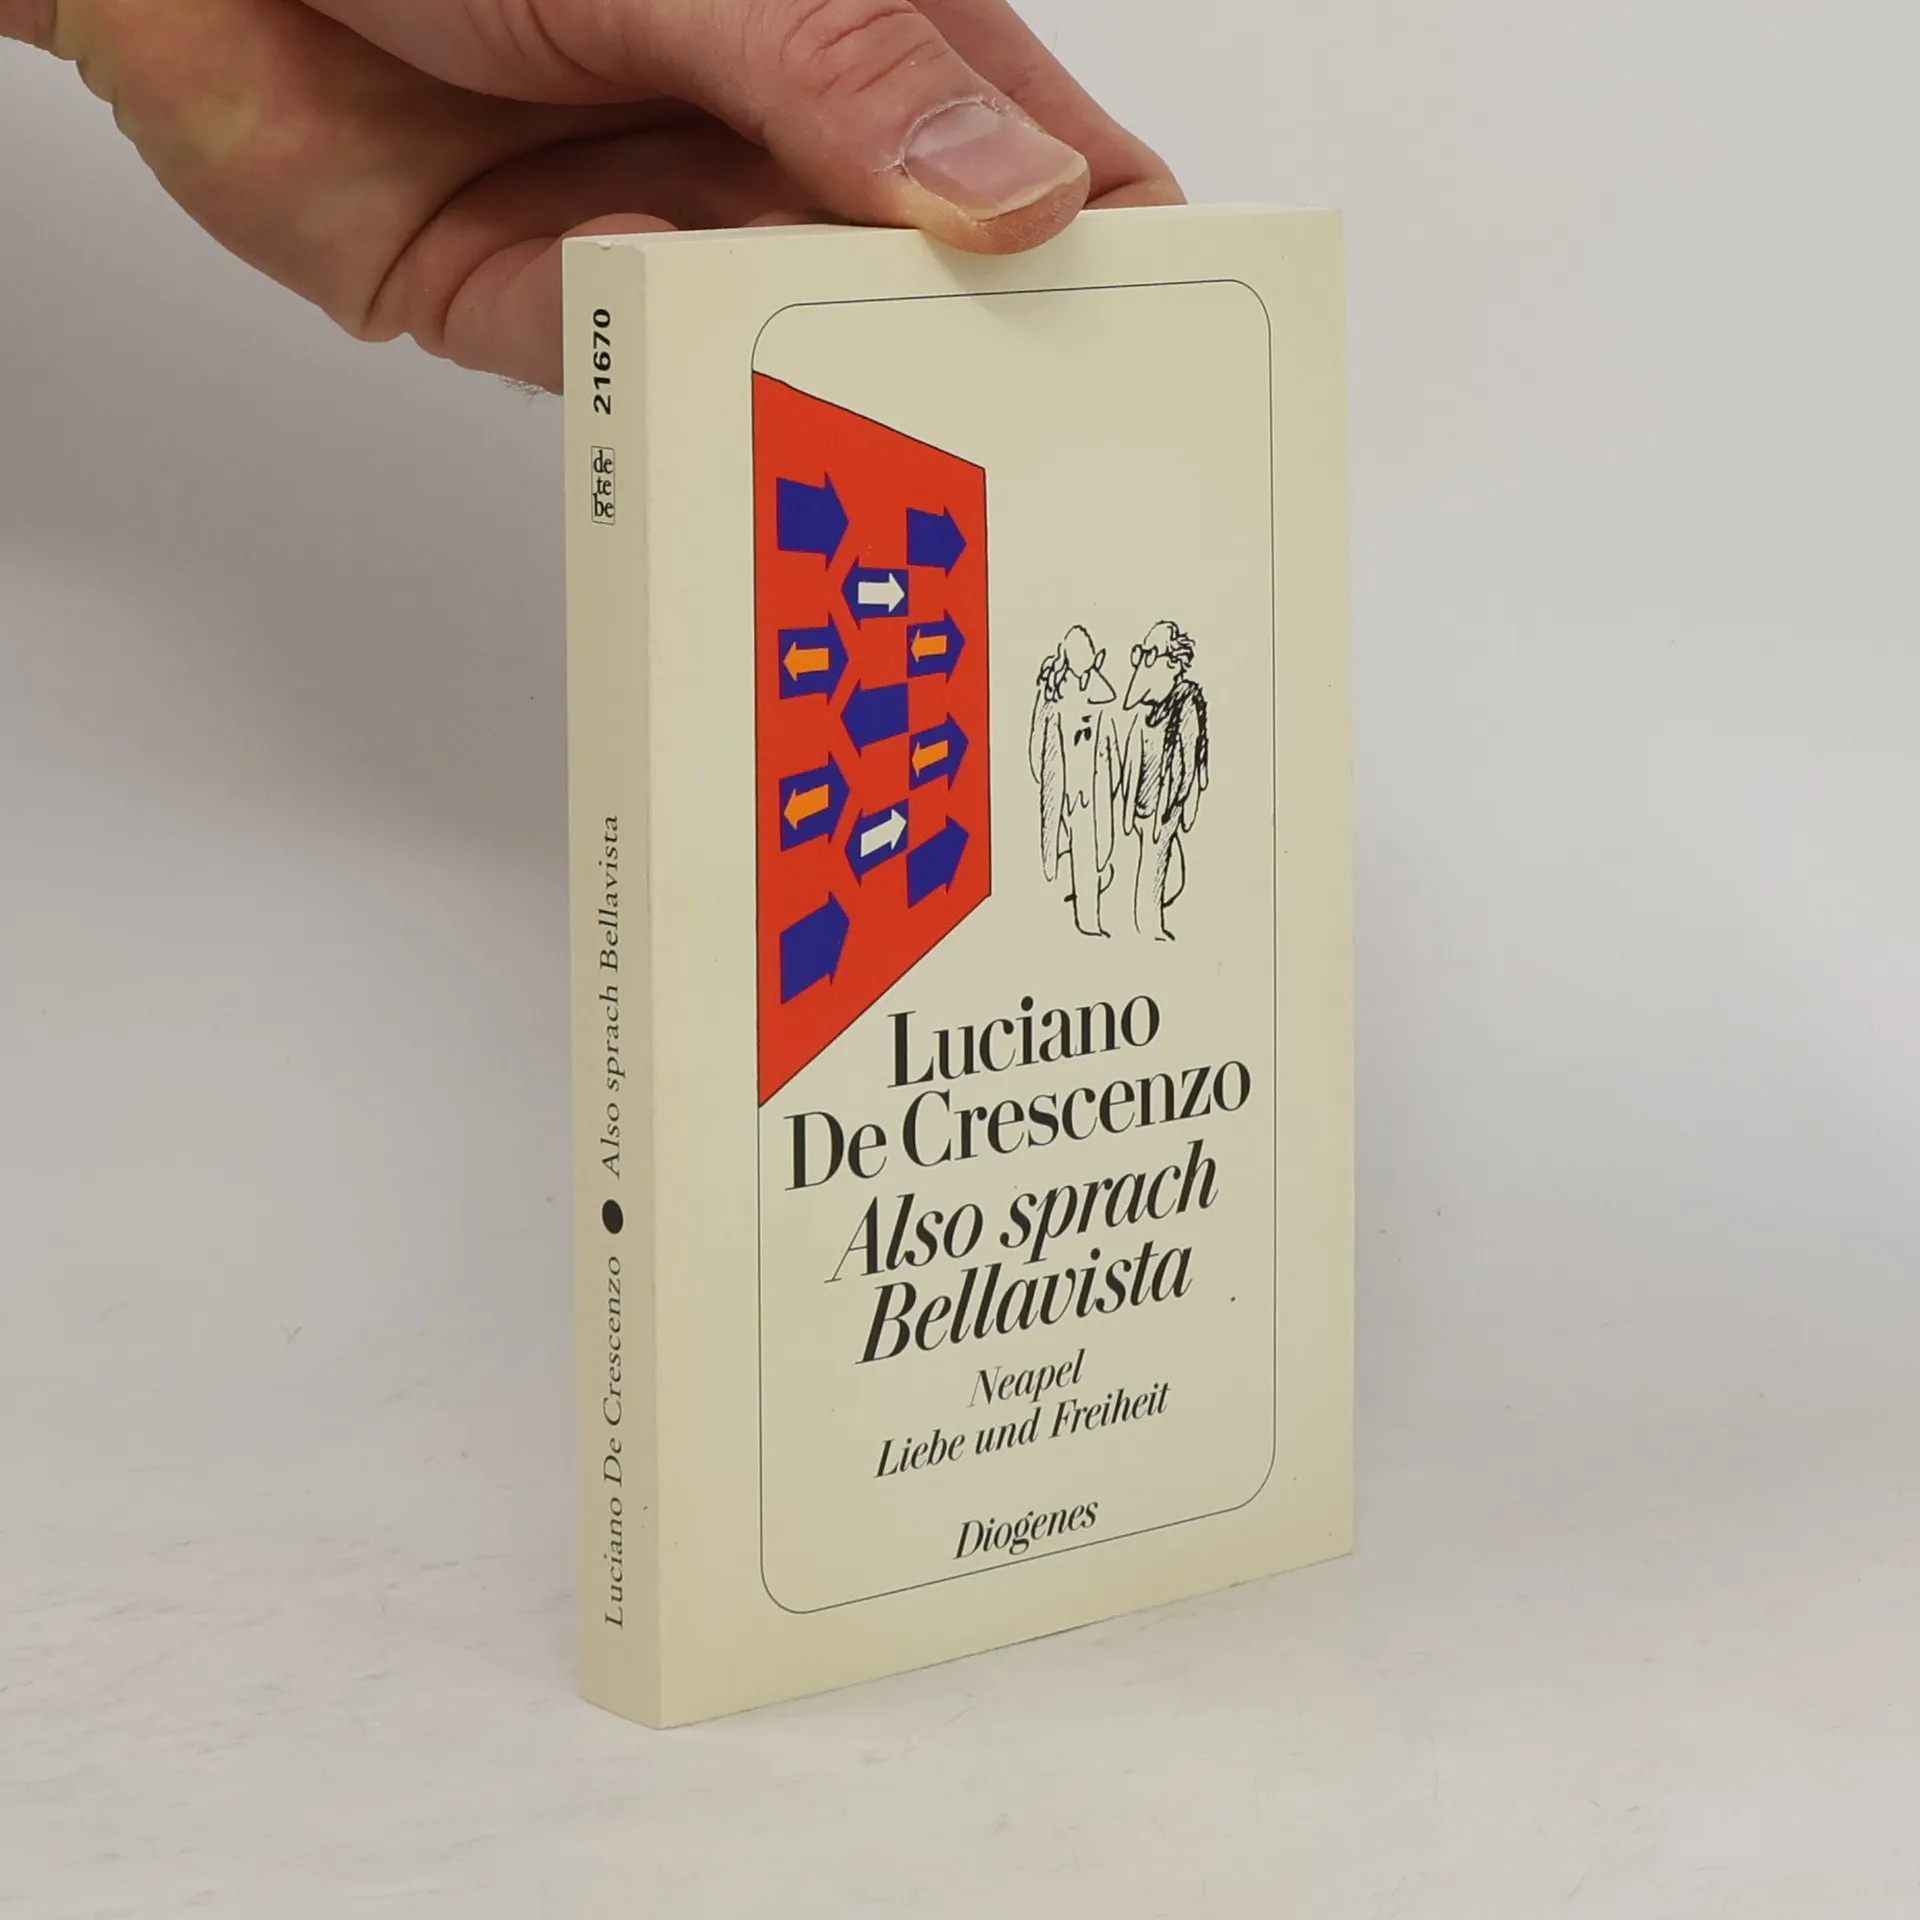 21670
de
te
be
Luciano De Crescenzo ● Also sprach Bellavista
Luciano
De Crescenzo
Also sprach
Bellavista
Neapel
Liebe und Freiheit
Diogenes